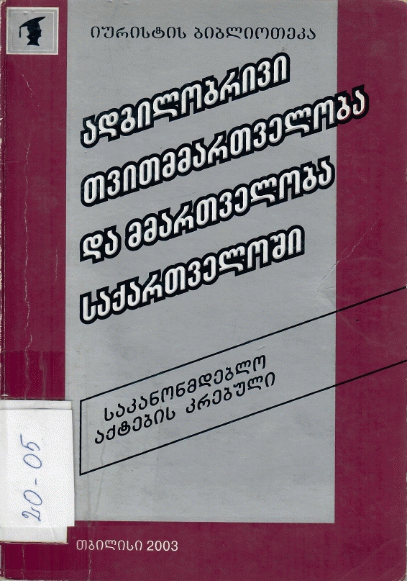 იურისტის ბიბლიოთეკა
ადგილობრივი
თვითმმართველობა
და მმართველობა
საქართველოში
საკანონმდებლო
აქტების კრებული
20-05
თბილისი 2003